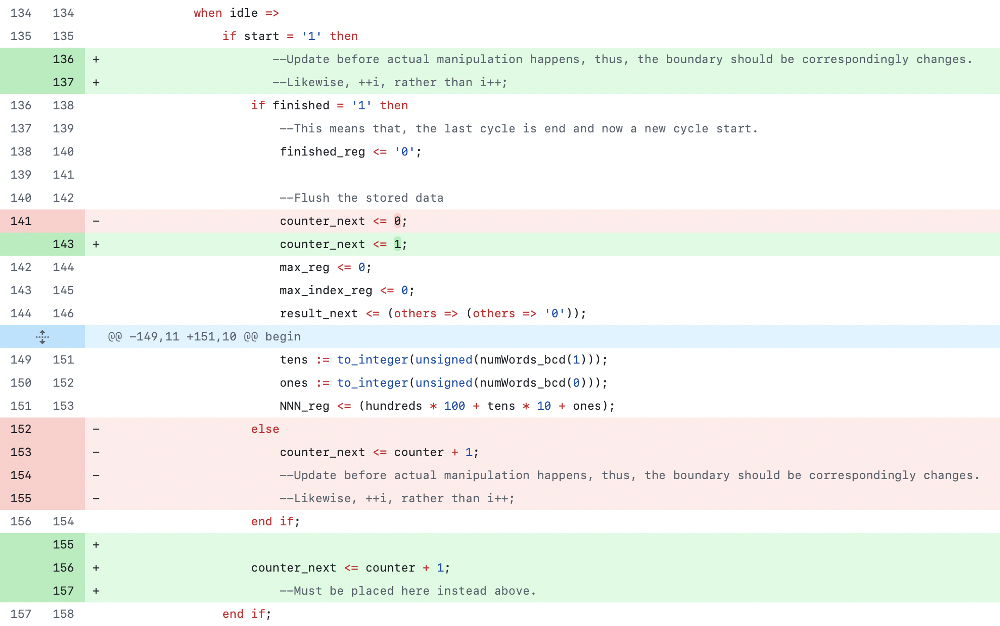 134 134 when idle =>
135 135 if start = '1' then
136 + --Update before actual manipulation happens, thus, the boundary should be correspondingly changes.
137 + --Likewise, ++i, rather than i++;
136 138 if finished = '1' then
137 139 --This means that, the last cycle is end and now a new cycle start.
138 140 finished_reg <= '0';
139 141
140 142 --Flush the stored data
141 - counter_next <= 0;
143 + counter_next <= 1;
142 144 max_reg <= 0;
143 145 max_index_reg <= 0;
144 146 result_next <= (others => (others => '0'));
@@ -149,11 +151,10 @@ begin
149 151 tens := to_integer(unsigned(numWords_bcd(1)));
150 152 ones := to_integer(unsigned(numWords_bcd(0)));
151 153 NNN_reg <= (hundreds * 100 + tens * 10 + ones);
152 - else
153 - counter_next <= counter + 1;
154 - --Update before actual manipulation happens, thus, the boundary should be correspondingly changes.
155 - --Likewise, ++i, rather than i++;
156 154 end if;
155 +
156 + counter_next <= counter + 1;
157 + --Must be placed here instead above.
157 158 end if;